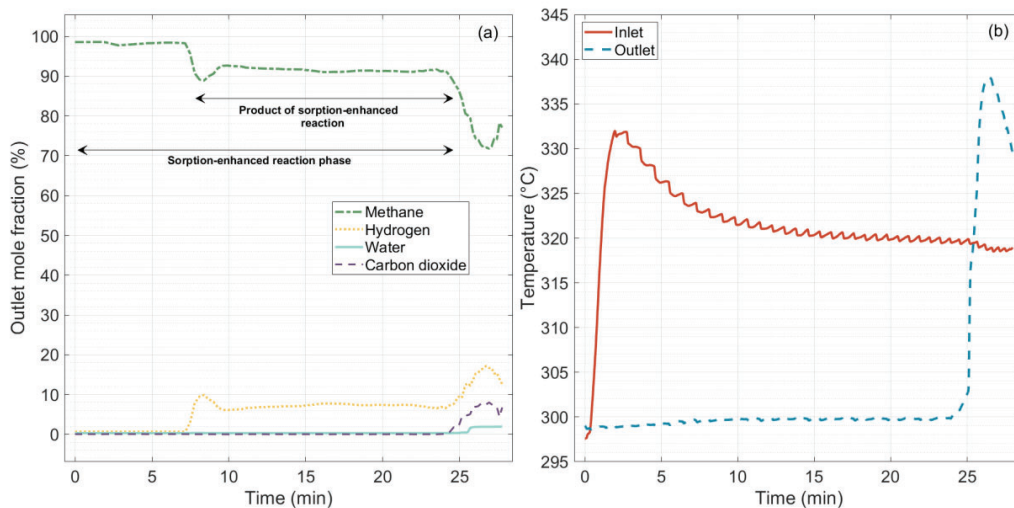 (a)
100
90
80
70
60
50
40
30
20
10
0
Outlet mole fraction (%)
Product of sorption-enhanced
reaction
Sorption-enhanced reaction phase
Methane
Hydrogen
Water
Carbon dioxide
0 5 10 15 20 25
Time (min)
(b)
345
340
335
330
325
320
315
310
305
300
295
Temperature (°C)
Inlet
Outlet
0 5 10 15 20 25
Time (min)